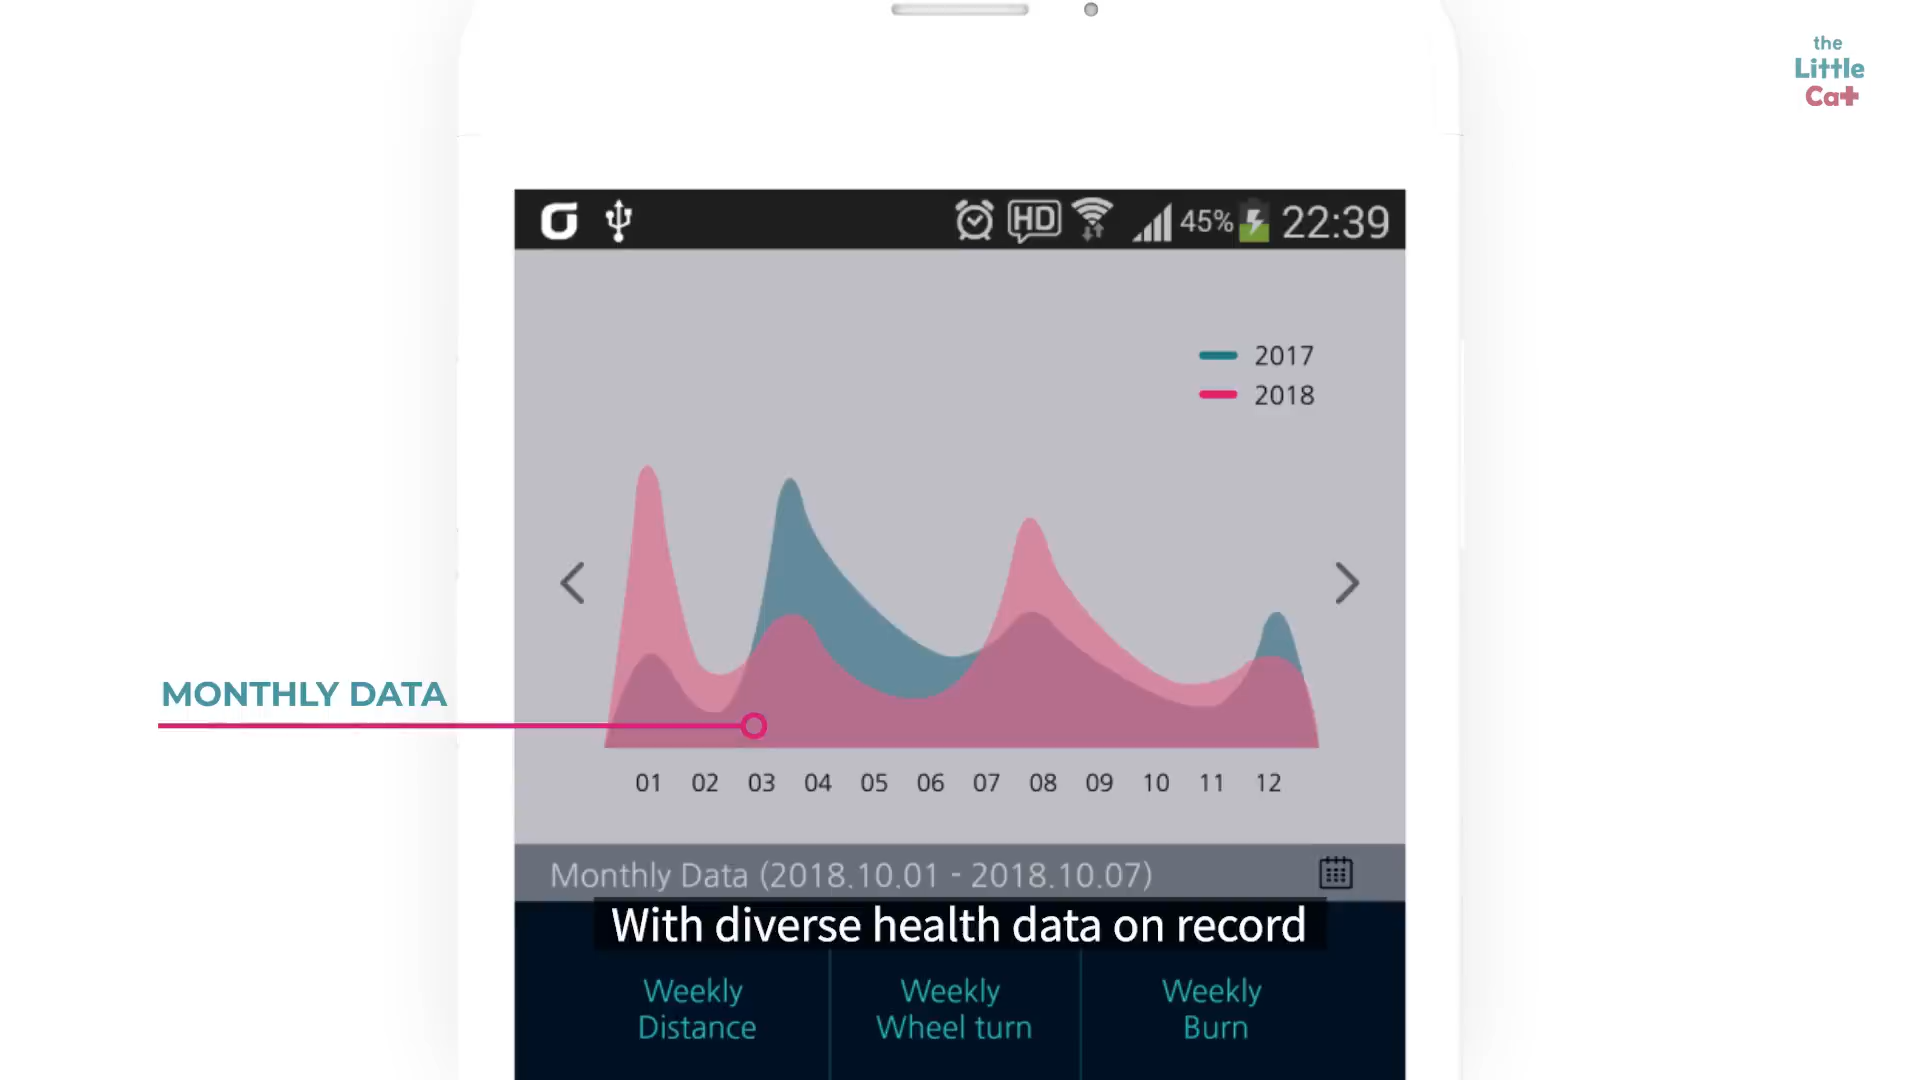 the
Little
Cat
HD
45%
22:39
2017
2018
MONTHLY DATA
01 02 03 04 05 06 07 08 09 10 11 12
Monthly Data (2018.10.01 - 2018.10.07)
With diverse health data on record
Weekly
Distance
Weekly
Wheel turn
Weekly
Burn